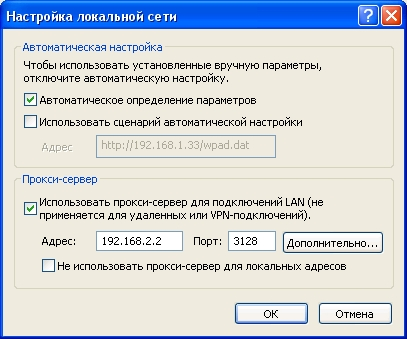 Настройка локальной сети
Автоматическая настройка
Чтобы использовать установленные вручную параметры,
отключите автоматическую настройку.
Автоматическое определение параметров
Использовать сценарий автоматической настройки
Адрес http://192.168.1.33/wpad.dat
Прокси-сервер
Использовать прокси-сервер для подключений LAN (не
применяется для удаленных или VPN-подключений).
Адрес: 192.168.2.2 Порт: 3128 Дополнительно...
Не использовать прокси-сервер для локальных адресов
OK Отмена